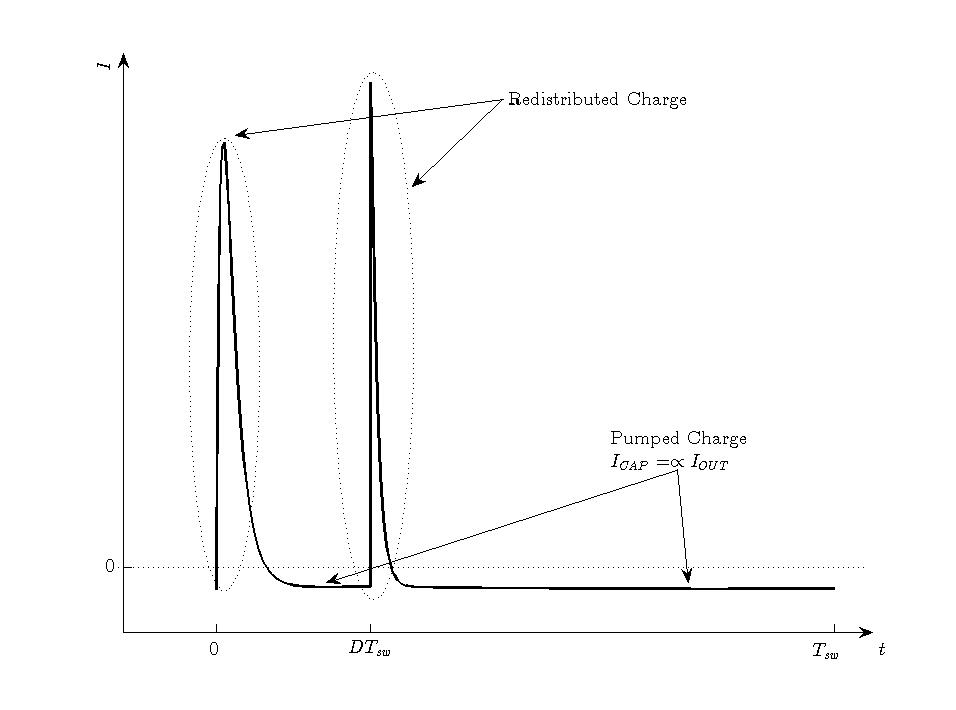 I
Redistributed Charge
Pumped Charge
I_CAP =∝ I_OUT
0
0
DT_sw
T_sw
t